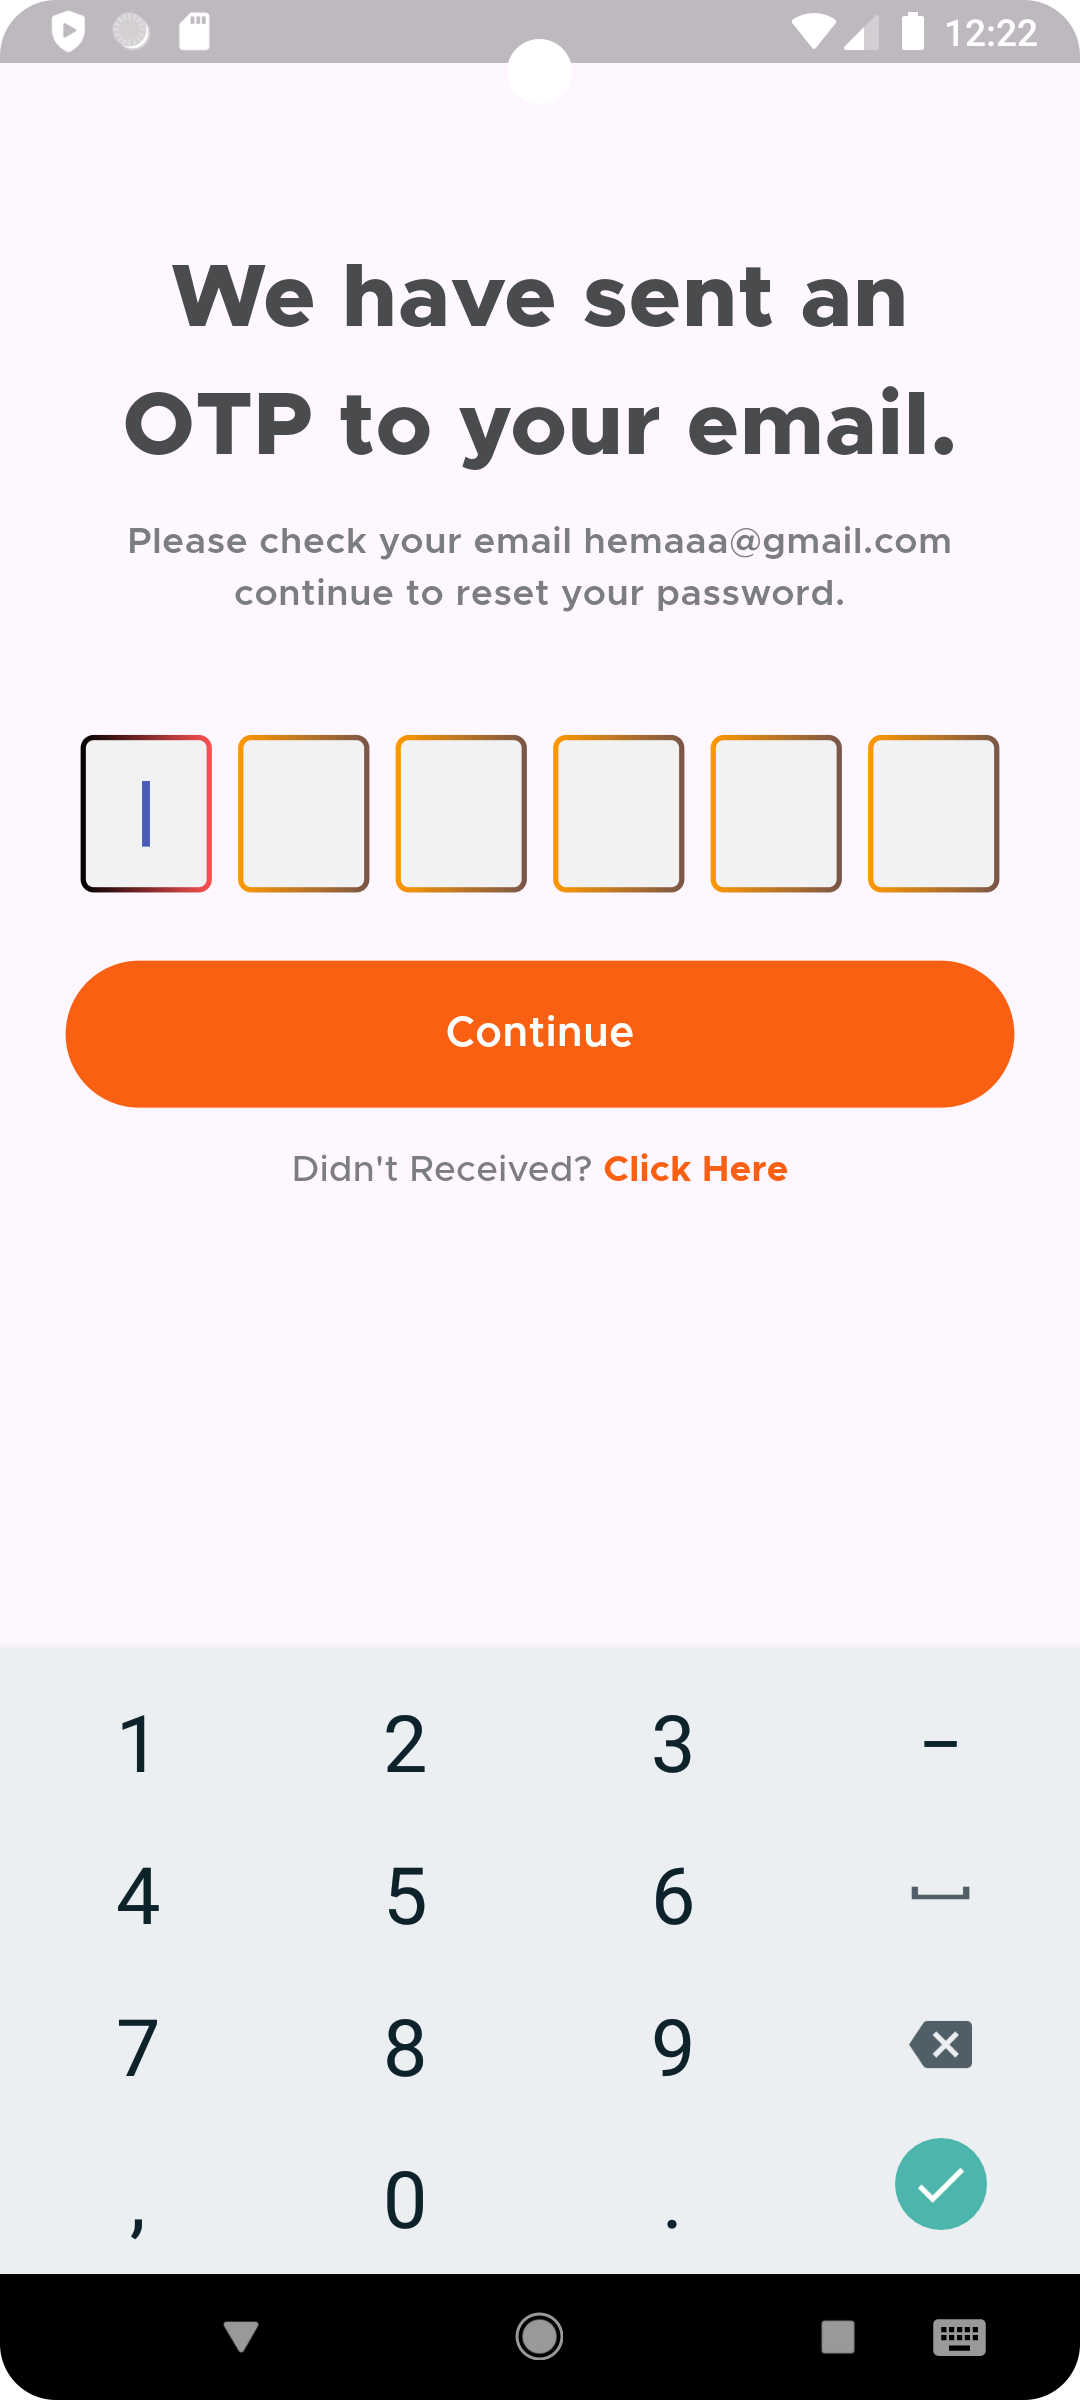 12:22
We have sent an
OTP to your email.
Please check your email hemaaa@gmail.com
continue to reset your password.
Continue
Didn't Received? Click Here
1 2 3 –
4 5 6
7 8 9
, 0 .